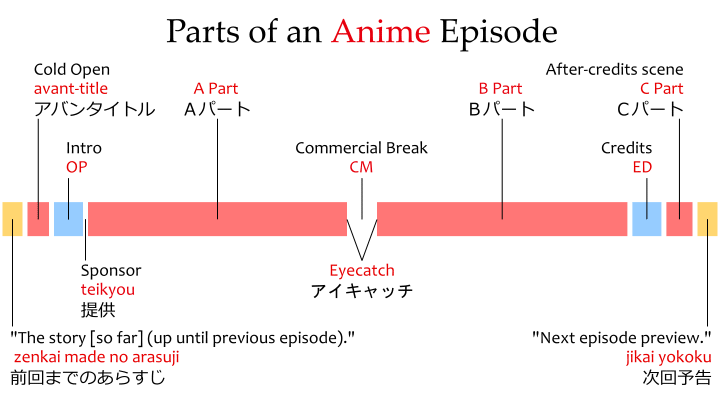 Parts of an Anime Episode
Cold Open
avant-title
アバンタイトル
A Part
Aパート
B Part
Bパート
After-credits scene
C Part
Cパート
Intro
OP
Commercial Break
CM
Credits
ED
Sponsor
teikyou
提供
Eyecatch
アイキャッチ
"The story [so far] (up until previous episode)."
zenkai made no arasuji
前回までのあらすじ
"Next episode preview."
jikai yokoku
次回予告